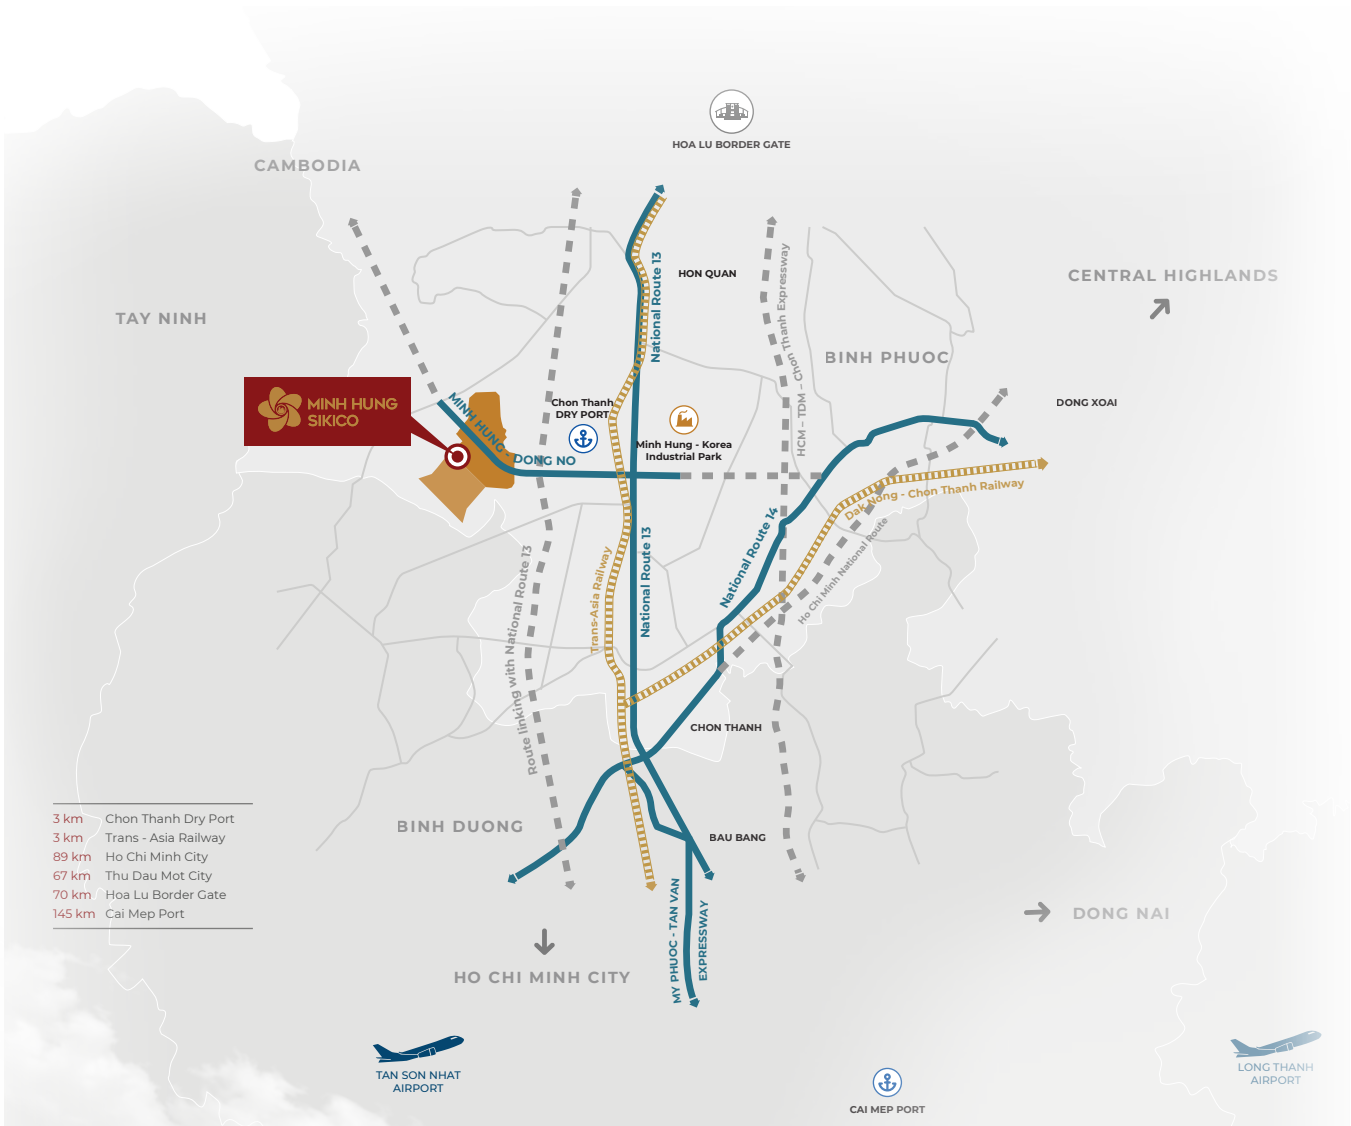 HOA LU BORDER GATE
CAMBODIA
HON QUAN
CENTRAL HIGHLANDS
TAY NINH
National Route 13
HCM – TDM – Chon Thanh Expressway
BINH PHUOC
MINH HUNG
SIKICO
MINH HUNG - DONG NO
Chon Thanh
DRY PORT
Minh Hung - Korea
Industrial Park
DONG XOAI
Dak Nong - Chon Thanh Railway
National Route 14
Ho Chi Minh National Route
National Route 13
Trans-Asia Railway
Route linking with National Route 13
CHON THANH
BINH DUONG
BAU BANG
3 km Chon Thanh Dry Port
3 km Trans - Asia Railway
89 km Ho Chi Minh City
67 km Thu Dau Mot City
70 km Hoa Lu Border Gate
145 km Cai Mep Port
MY PHUOC - TAN VAN
EXPRESSWAY
DONG NAI
HO CHI MINH CITY
TAN SON NHAT
AIRPORT
LONG THANH
AIRPORT
CAI MEP PORT